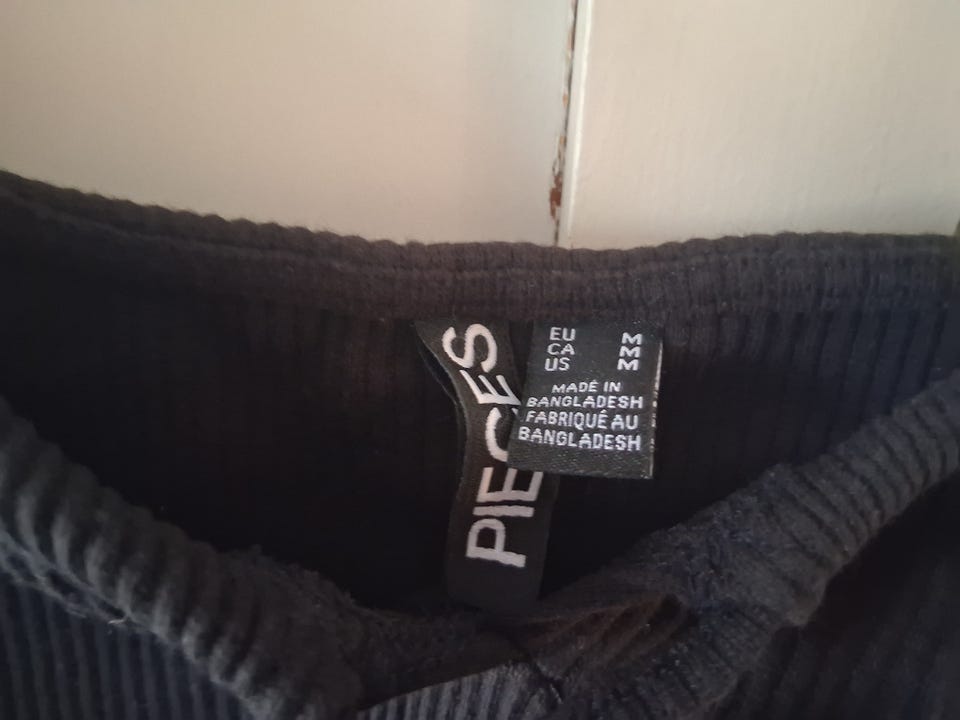 PIECES
EU M
CA M
US M
MADE IN
BANGLADESH
FABRIQUÉ AU
BANGLADESH